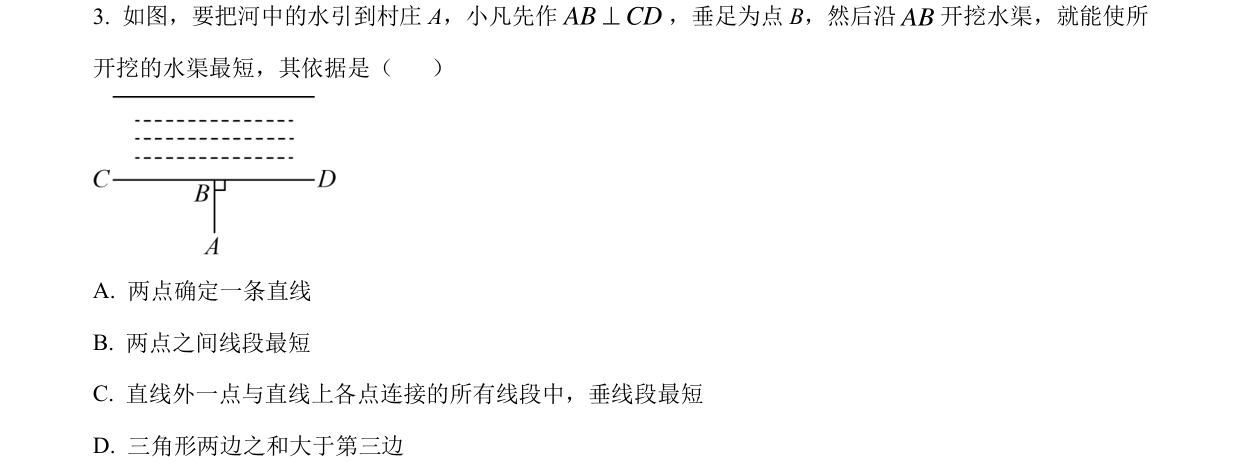 3. 如图，要把河中的水引到村庄 A，小凡先作 AB⊥CD，垂足为点 B，然后沿 AB 开挖水渠，就能使所
开挖的水渠最短，其依据是（　　）
C
D
B
A
A. 两点确定一条直线
B. 两点之间线段最短
C. 直线外一点与直线上各点连接的所有线段中，垂线段最短
D. 三角形两边之和大于第三边